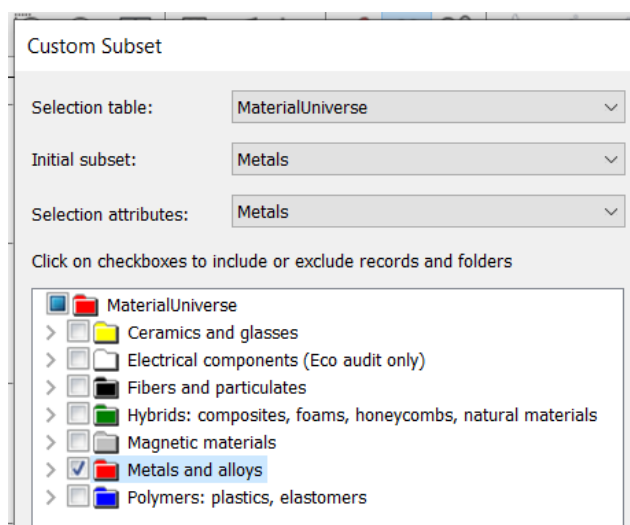 Custom Subset
Selection table: MaterialUniverse
Initial subset: Metals
Selection attributes: Metals
Click on checkboxes to include or exclude records and folders
MaterialUniverse
Ceramics and glasses
Electrical components (Eco audit only)
Fibers and particulates
Hybrids: composites, foams, honeycombs, natural materials
Magnetic materials
Metals and alloys
Polymers: plastics, elastomers